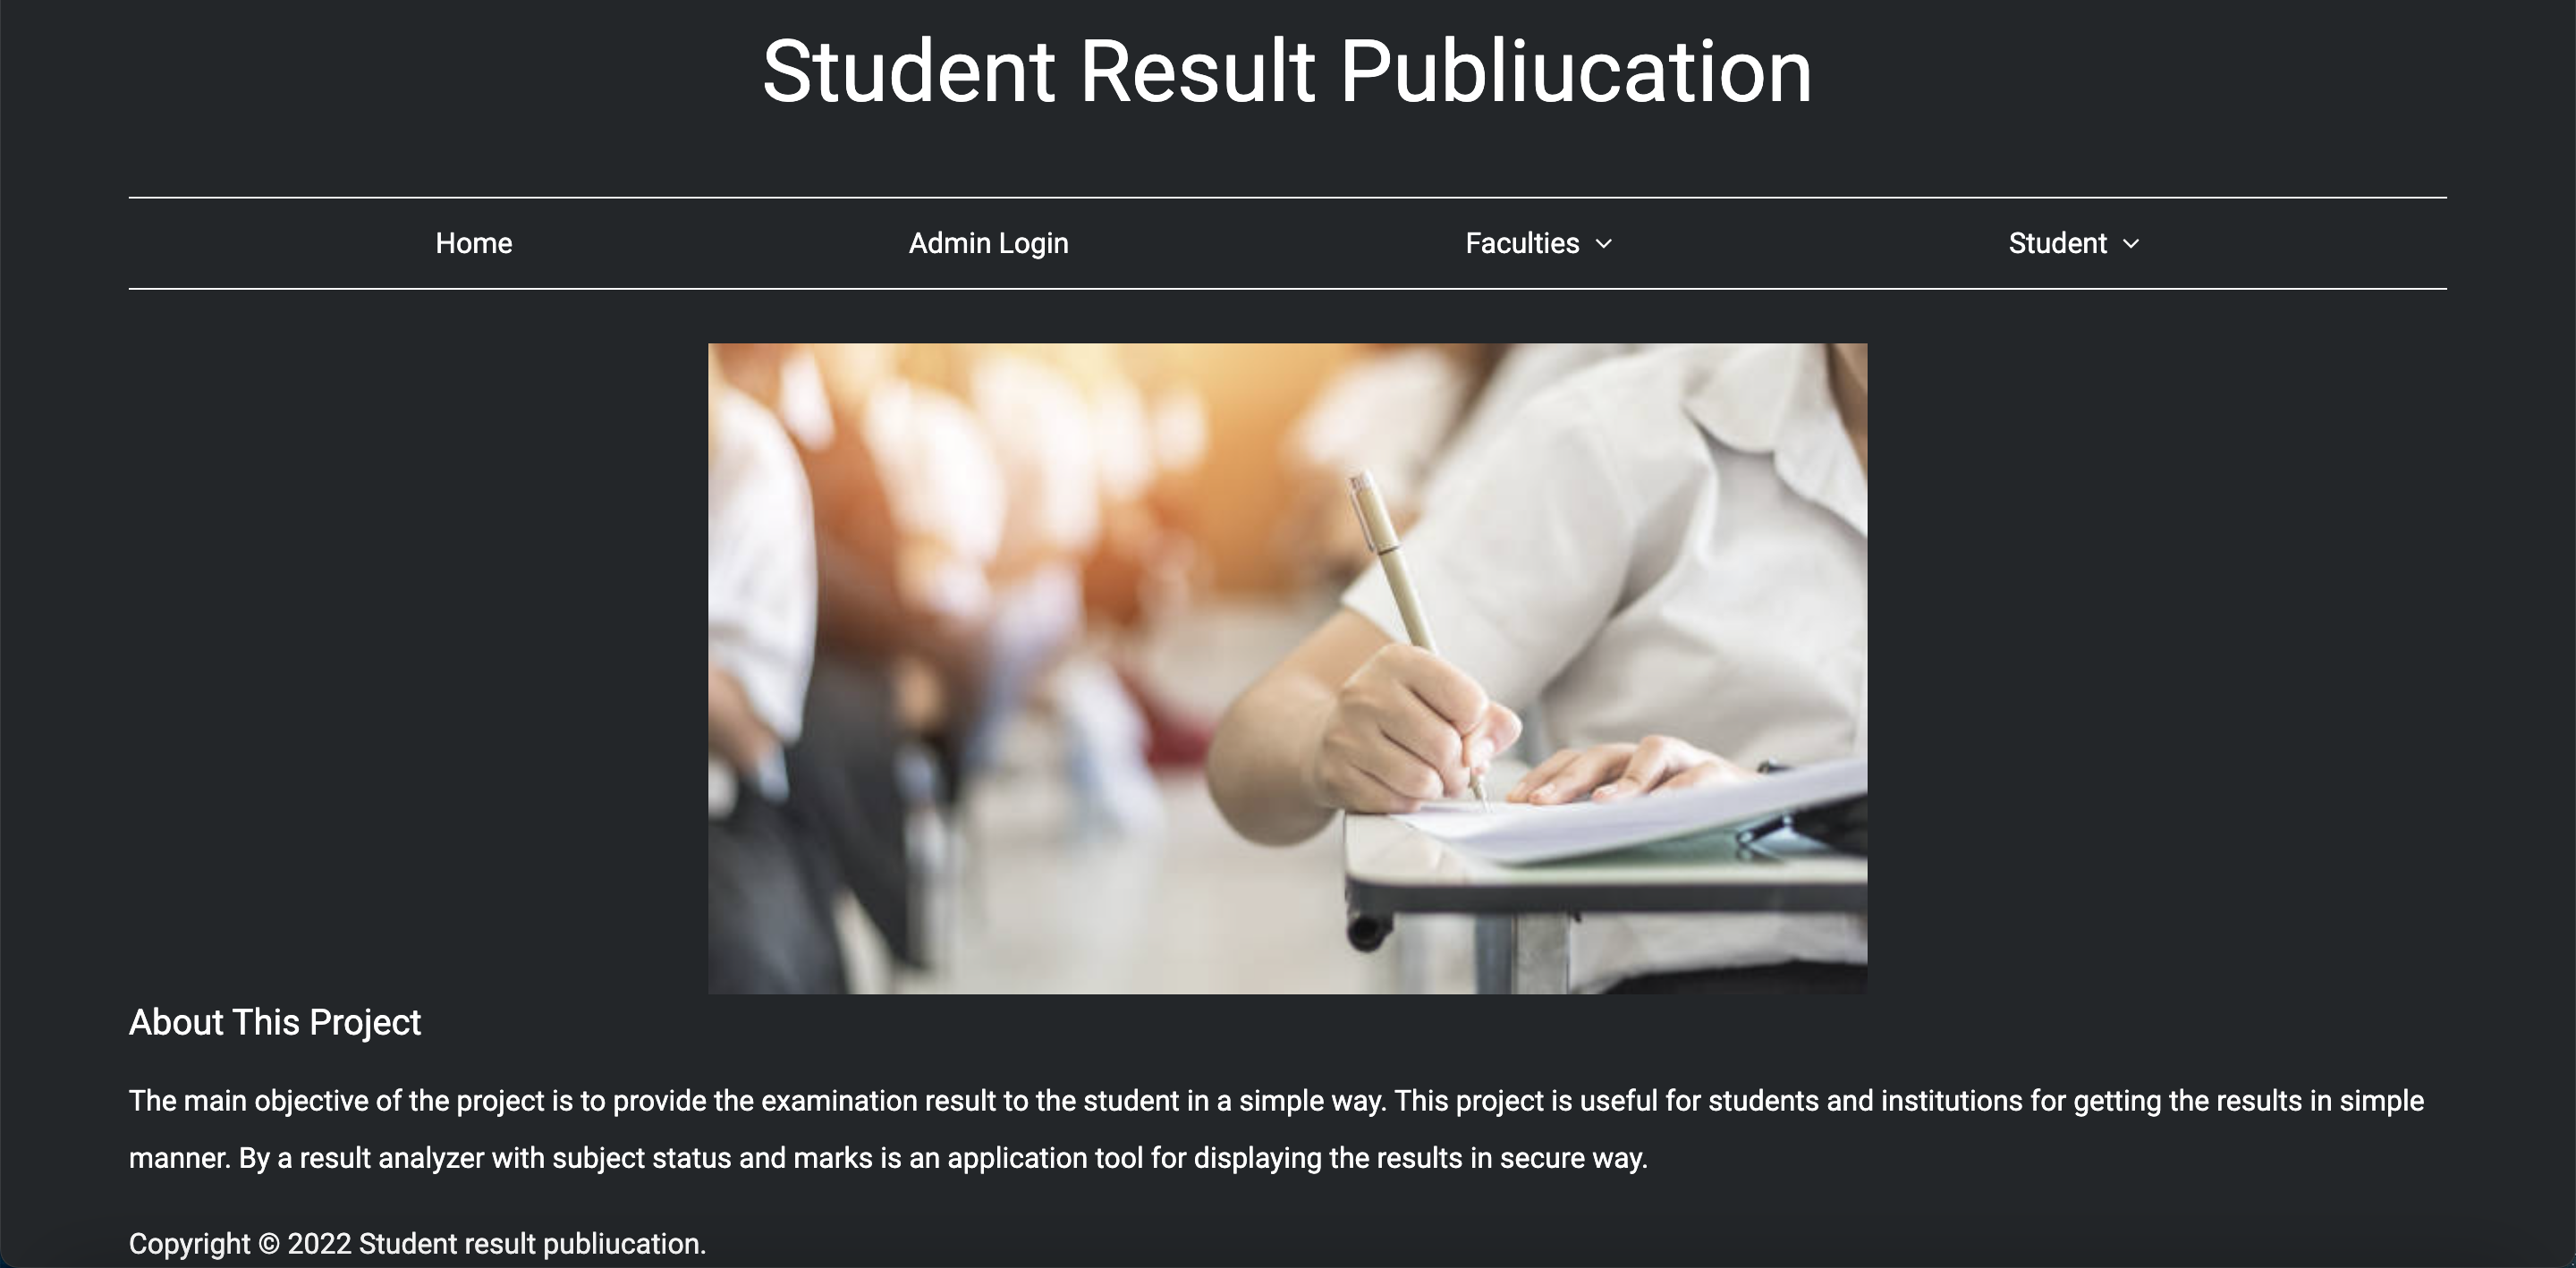 Student Result Publiucation
Home
Admin Login
Faculties
Student
About This Project
The main objective of the project is to provide the examination result to the student in a simple way. This project is useful for students and institutions for getting the results in simple
manner. By a result analyzer with subject status and marks is an application tool for displaying the results in secure way.
Copyright © 2022 Student result publiucation.